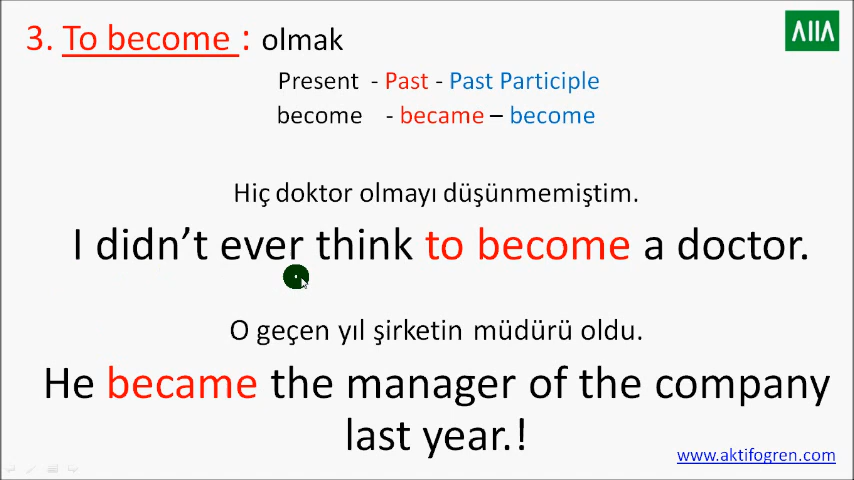 3. To become : olmak
Present - Past - Past Participle
become - became – become
Hiç doktor olmayı düşünmemiştim.
I didn't ever think to become a doctor.
O geçen yıl şirketin müdürü oldu.
He became the manager of the company
last year.!
www.aktifogren.com